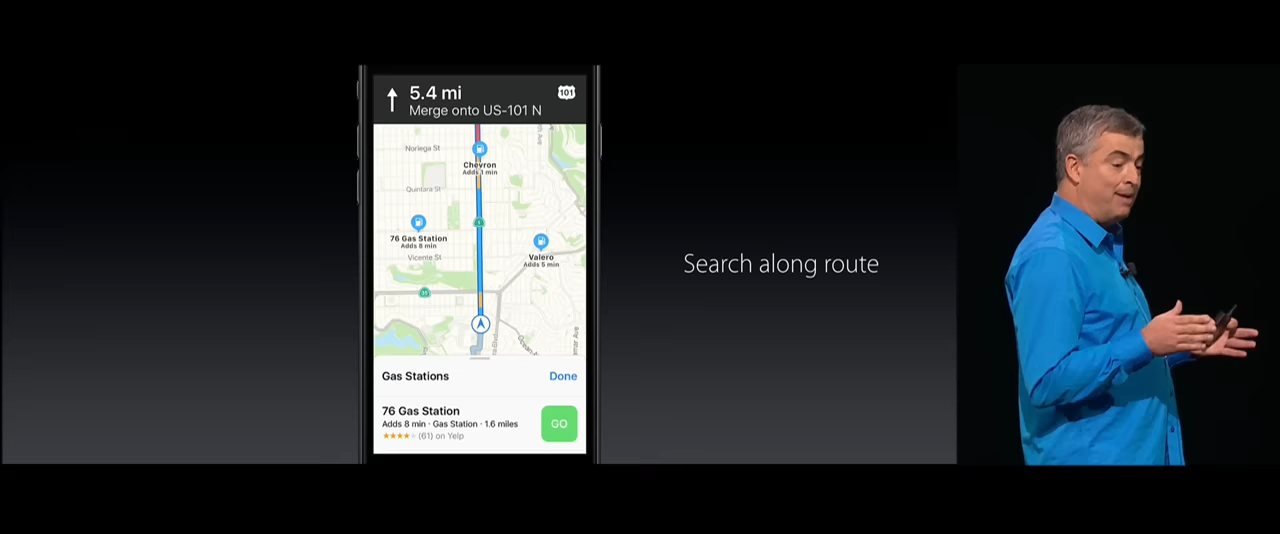 5.4 mi
101
Merge onto US-101 N
Noriega St
Chevron
Adds 1 min
Quintara St
1
76 Gas Station
Adds 8 min
Valero
Adds 5 min
Vicente St
35
Search along route
Gas Stations
Done
76 Gas Station
Adds 8 min · Gas Station · 1.6 miles
GO
(61) on Yelp